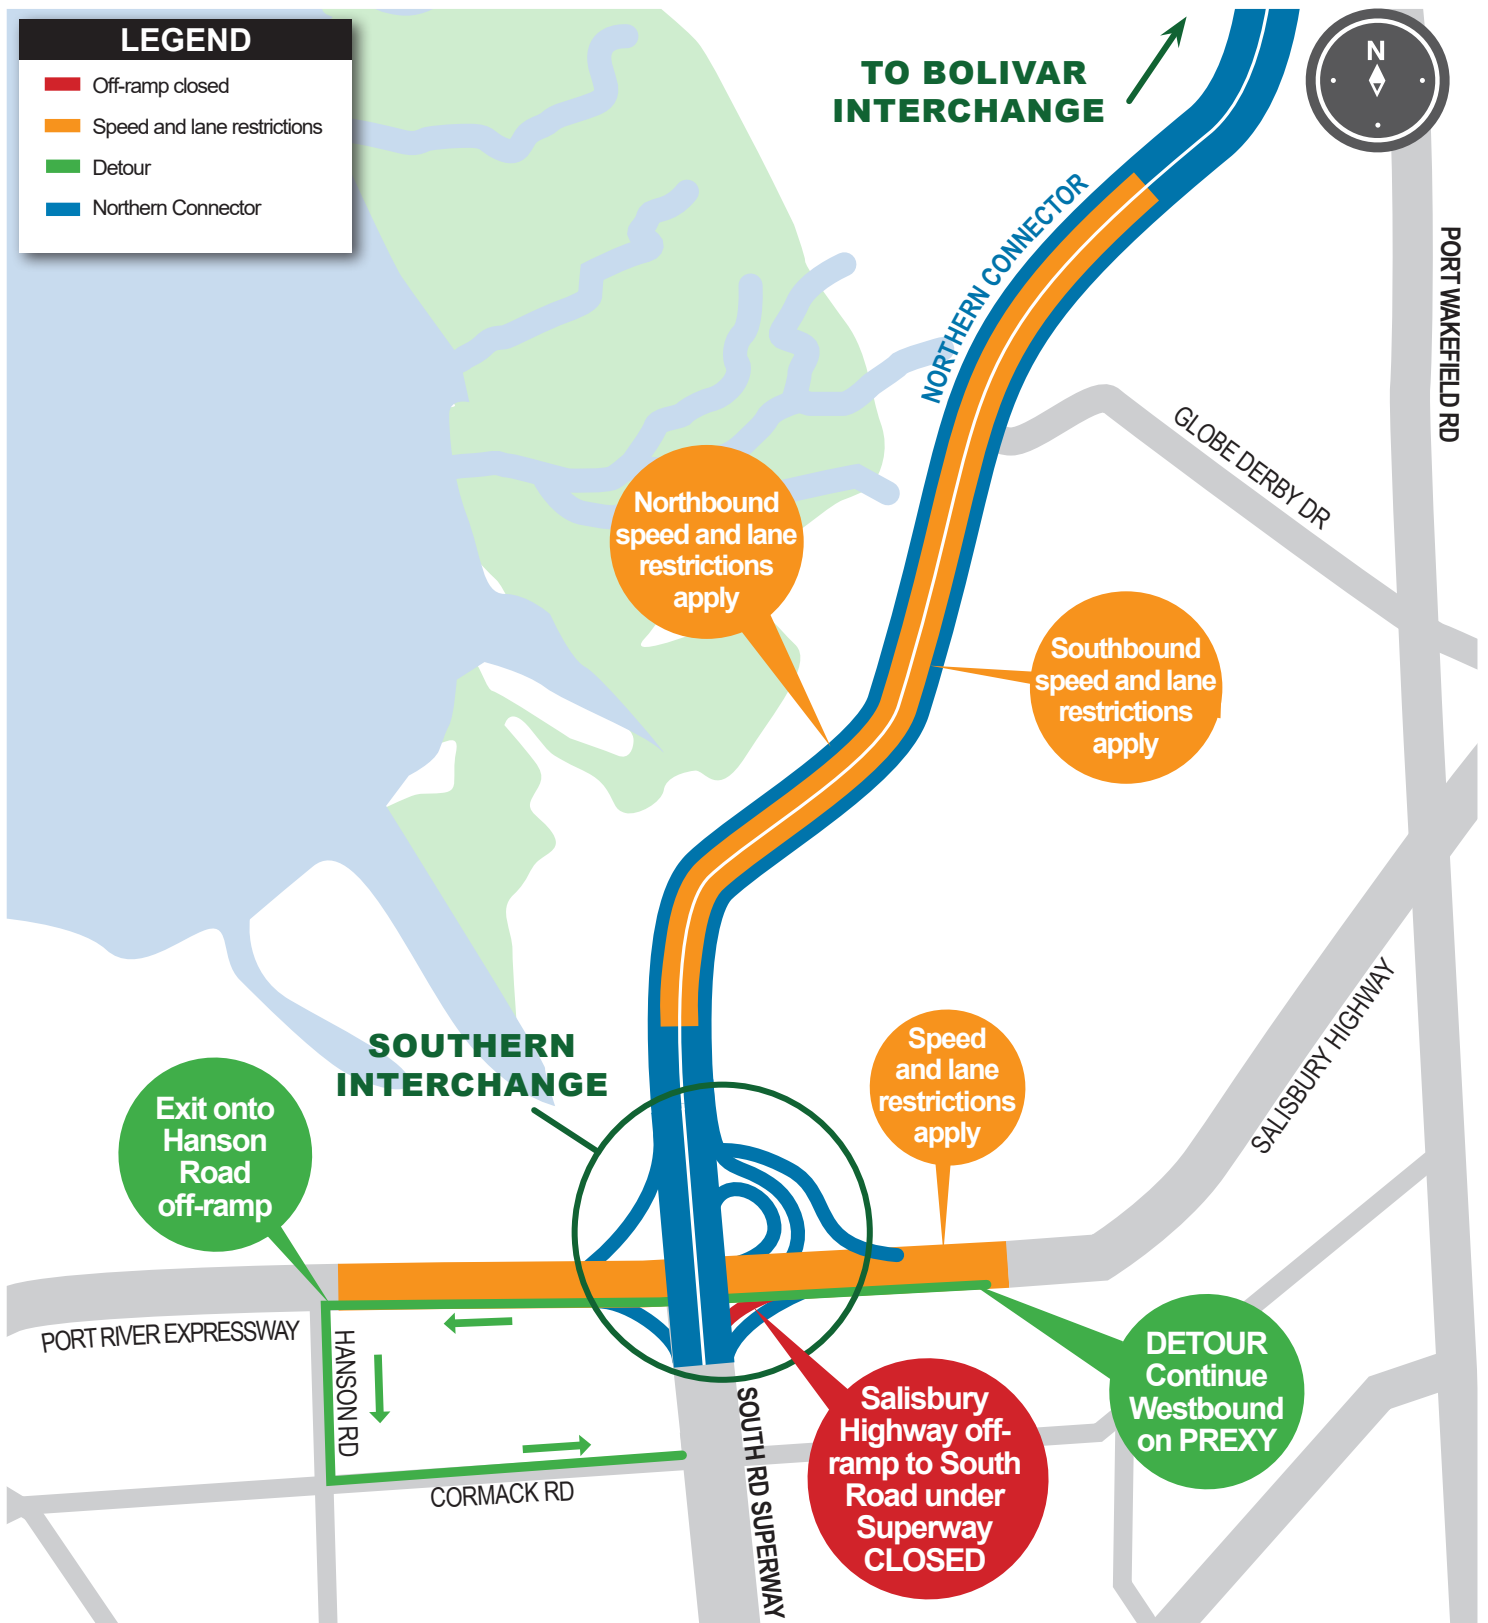 LEGEND
Off-ramp closed
Speed and lane restrictions
Detour
Northern Connector
TO BOLIVAR
INTERCHANGE
N
NORTHERN CONNECTOR
PORT WAKEFIELD RD
GLOBE DERBY DR
Northbound
speed and lane
restrictions
apply
Southbound
speed and lane
restrictions
apply
SALISBURY HIGHWAY
SOUTHERN
INTERCHANGE
Speed
and lane
restrictions
apply
Exit onto
Hanson
Road
off-ramp
PORT RIVER EXPRESSWAY
HANSON RD
CORMACK RD
SOUTH RD SUPERWAY
DETOUR
Continue
Westbound
on PREXY
Salisbury
Highway off-
ramp to South
Road under
Superway
CLOSED